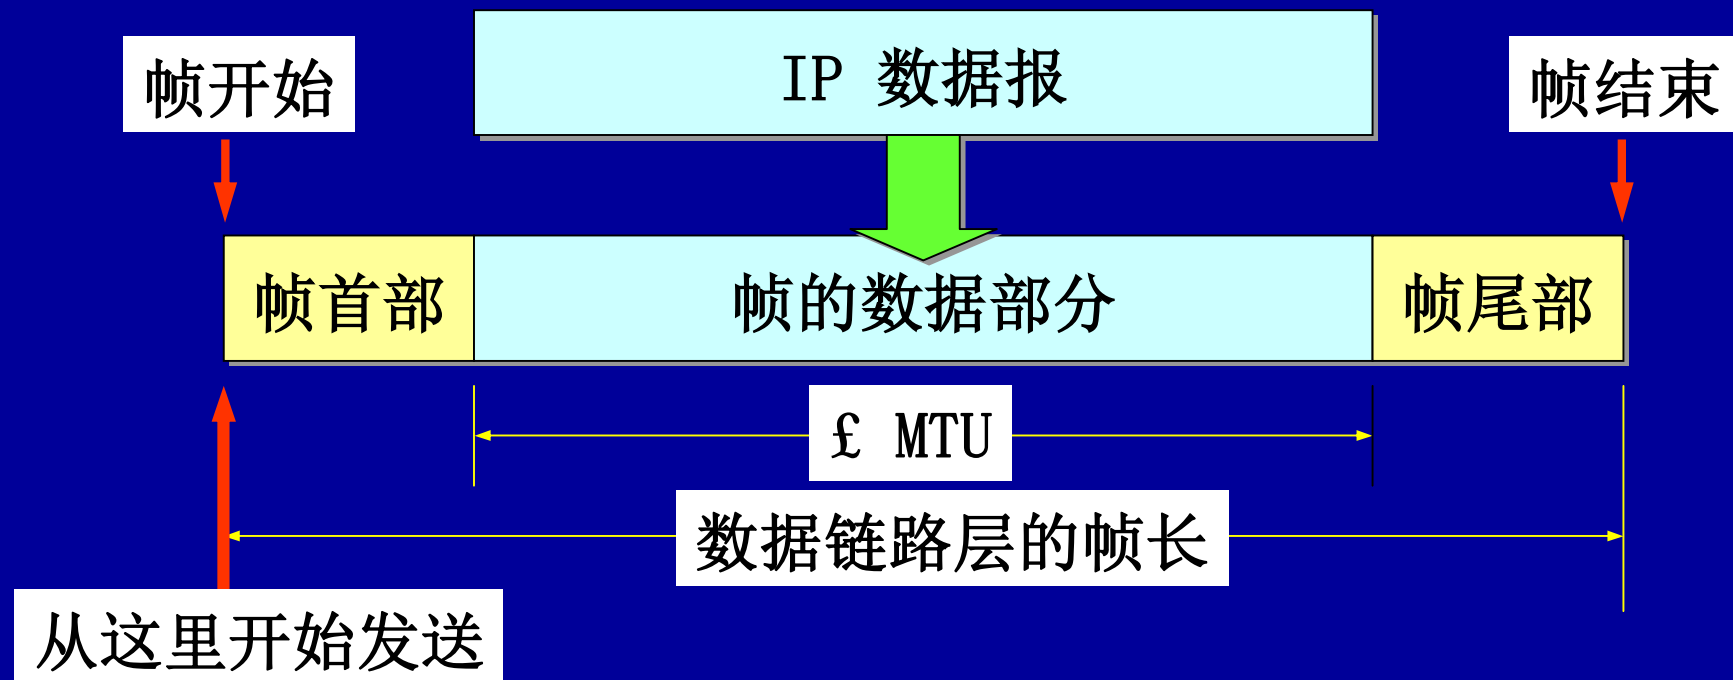 IP 数据报
帧开始
帧结束
帧首部
帧的数据部分
帧尾部
£ MTU
数据链路层的帧长
从这里开始发送